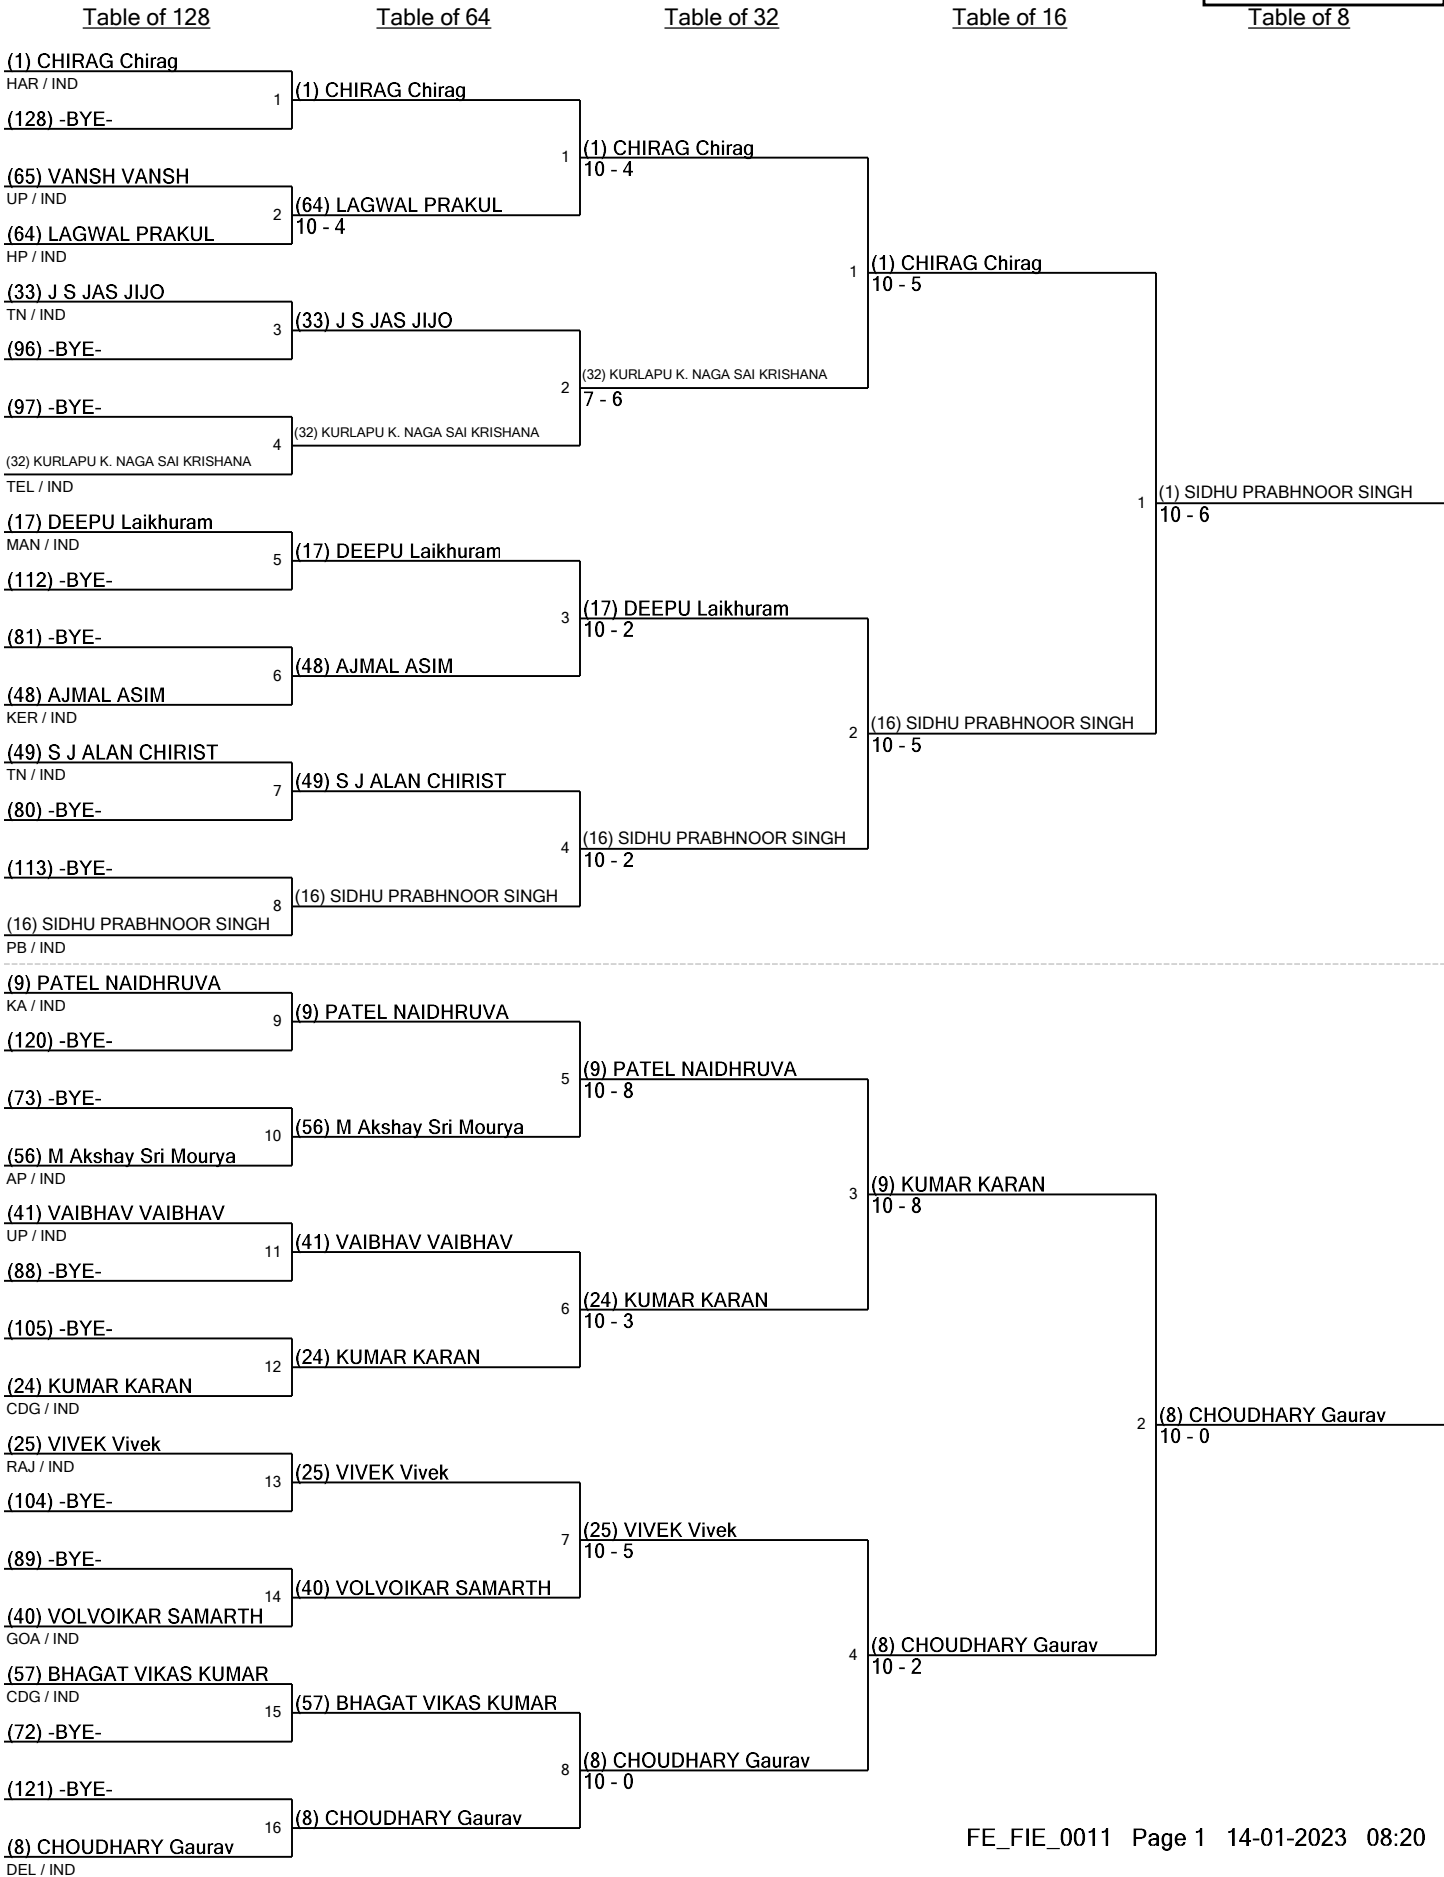 Table of 128
Table of 64
Table of 32
Table of 16
Table of 8
(1) CHIRAG Chirag
HAR / IND
(128) -BYE-
1
(1) CHIRAG Chirag
(65) VANSH VANSH
UP / IND
(64) LAGWAL PRAKUL
HP / IND
2
(64) LAGWAL PRAKUL
10 - 4
1
(1) CHIRAG Chirag
10 - 4
(33) J S JAS JIJO
TN / IND
(96) -BYE-
3
(33) J S JAS JIJO
(97) -BYE-
(32) KURLAPU K. NAGA SAI KRISHANA
TEL / IND
4
(32) KURLAPU K. NAGA SAI KRISHANA
2
(32) KURLAPU K. NAGA SAI KRISHANA
7 - 6
1
(1) CHIRAG Chirag
10 - 5
(17) DEEPU Laikhuram
MAN / IND
(112) -BYE-
5
(17) DEEPU Laikhuram
(81) -BYE-
(48) AJMAL ASIM
KER / IND
6
(48) AJMAL ASIM
3
(17) DEEPU Laikhuram
10 - 2
(49) S J ALAN CHIRIST
TN / IND
(80) -BYE-
7
(49) S J ALAN CHIRIST
(113) -BYE-
(16) SIDHU PRABHNOOR SINGH
PB / IND
8
(16) SIDHU PRABHNOOR SINGH
4
(16) SIDHU PRABHNOOR SINGH
10 - 2
2
(16) SIDHU PRABHNOOR SINGH
10 - 5
1
(1) SIDHU PRABHNOOR SINGH
10 - 6
(9) PATEL NAIDHRUVA
KA / IND
(120) -BYE-
9
(9) PATEL NAIDHRUVA
(73) -BYE-
(56) M Akshay Sri Mourya
AP / IND
10
(56) M Akshay Sri Mourya
5
(9) PATEL NAIDHRUVA
10 - 8
(41) VAIBHAV VAIBHAV
UP / IND
(88) -BYE-
11
(41) VAIBHAV VAIBHAV
(105) -BYE-
(24) KUMAR KARAN
CDG / IND
12
(24) KUMAR KARAN
6
(24) KUMAR KARAN
10 - 3
3
(9) KUMAR KARAN
10 - 8
(25) VIVEK Vivek
RAJ / IND
(104) -BYE-
13
(25) VIVEK Vivek
(89) -BYE-
(40) VOLVOIKAR SAMARTH
GOA / IND
14
(40) VOLVOIKAR SAMARTH
7
(25) VIVEK Vivek
10 - 5
(57) BHAGAT VIKAS KUMAR
CDG / IND
(72) -BYE-
15
(57) BHAGAT VIKAS KUMAR
(121) -BYE-
(8) CHOUDHARY Gaurav
DEL / IND
16
(8) CHOUDHARY Gaurav
8
(8) CHOUDHARY Gaurav
10 - 0
4
(8) CHOUDHARY Gaurav
10 - 2
2
(8) CHOUDHARY Gaurav
10 - 0
FE_FIE_0011 Page 1 14-01-2023 08:20